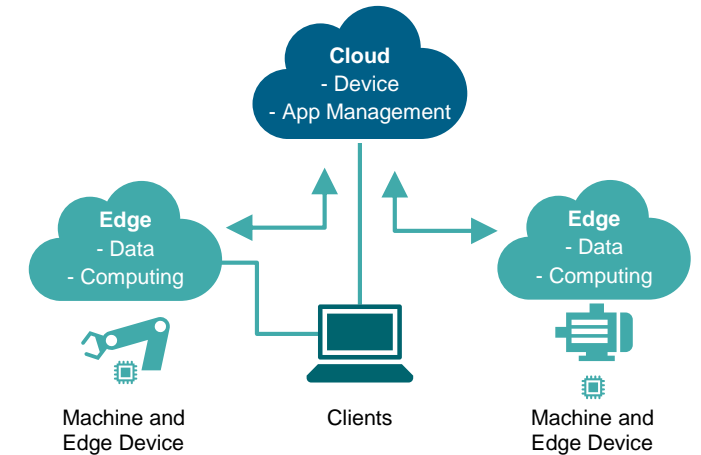 Cloud
- Device
- App Management
Edge
- Data
- Computing
Edge
- Data
- Computing
Machine and
Edge Device
Clients
Machine and
Edge Device